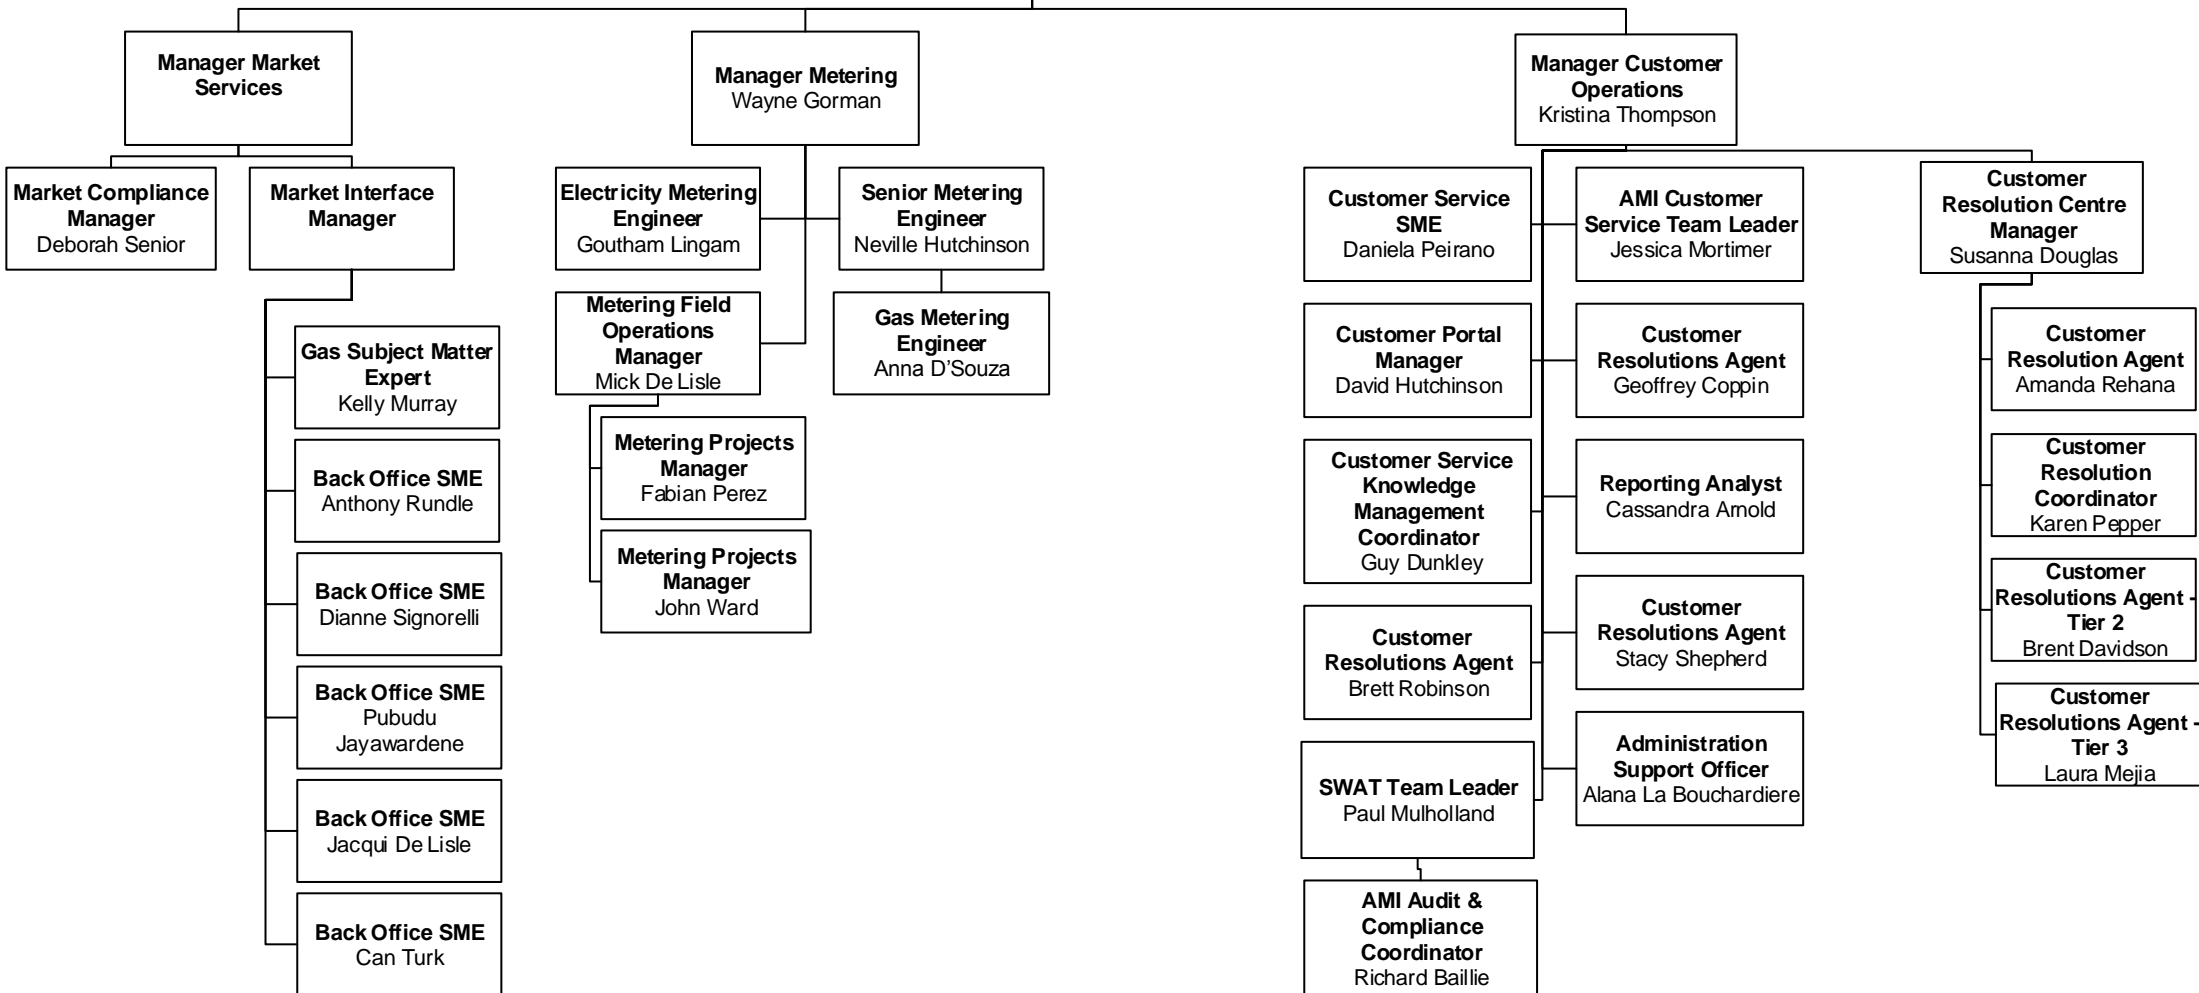 Manager Market
Services
Manager Metering
Wayne Gorman
Manager Customer
Operations
Kristina Thompson
Market Compliance
Manager
Deborah Senior
Market Interface
Manager
Electricity Metering
Engineer
Goutham Lingam
Senior Metering
Engineer
Neville Hutchinson
Customer Service
SME
Daniela Peirano
AMI Customer
Service Team Leader
Jessica Mortimer
Customer
Resolution Centre
Manager
Susanna Douglas
Gas Subject Matter
Expert
Kelly Murray
Back Office SME
Anthony Rundle
Back Office SME
Dianne Signorelli
Back Office SME
Pubudu
Jayawardene
Back Office SME
Jacqui De Lisle
Back Office SME
Can Turk
Metering Field
Operations
Manager
Mick De Lisle
Gas Metering
Engineer
Anna D'Souza
Metering Projects
Manager
Fabian Perez
Metering Projects
Manager
John Ward
Customer Portal
Manager
David Hutchinson
Customer
Resolutions Agent
Geoffrey Coppin
Customer Service
Knowledge
Management
Coordinator
Guy Dunkley
Reporting Analyst
Cassandra Arnold
Customer
Resolutions Agent
Brett Robinson
Customer
Resolutions Agent
Stacy Shepherd
SWAT Team Leader
Paul Mulholland
Administration
Support Officer
Alana La Bouchardiere
AMI Audit &
Compliance
Coordinator
Richard Baillie
Customer
Resolution Agent
Amanda Rehana
Customer
Resolution
Coordinator
Karen Pepper
Customer
Resolutions Agent -
Tier 2
Brent Davidson
Customer
Resolutions Agent -
Tier 3
Laura Mejia